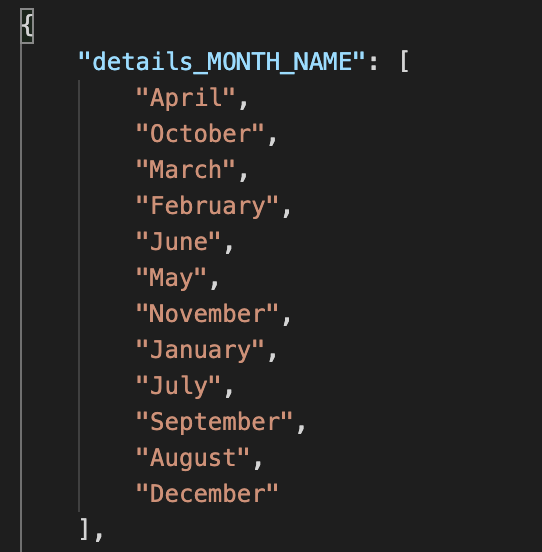 {
    "details_MONTH_NAME": [
        "April",
        "October",
        "March",
        "February",
        "June",
        "May",
        "November",
        "January",
        "July",
        "September",
        "August",
        "December"
    ],